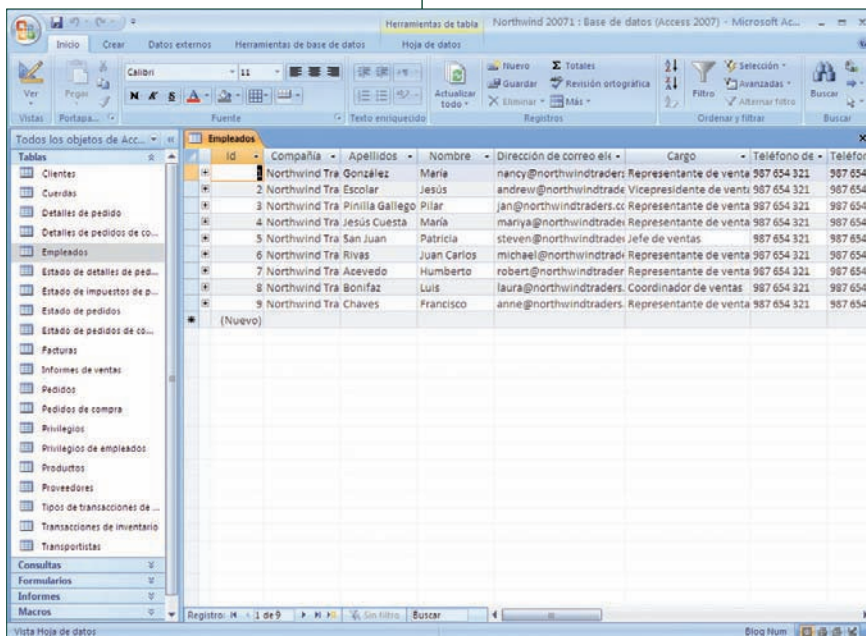 Herramientas de tabla
Northwind 20071 : Base de datos (Access 2007) - Microsoft Ac...
Inicio Crear Datos externos Herramientas de base de datos Hoja de datos
Ver
Pegar
Calibri 11
N K S A
Actualizar todo
Nuevo
Guardar
Eliminar
Σ Totales
Revisión ortográfica
Más
Filtro
Selección
Avanzadas
Alternar filtro
Buscar
Vistas Portapa... Fuente Texto enriquecido Registros Ordenar y filtrar Buscar
Todos los objetos de Acc...
Tablas
Clientes
Cuerdas
Detalles de pedido
Detalles de pedidos de co...
Empleados
Estado de detalles de ped...
Estado de impuestos de p...
Estado de pedidos
Estado de pedidos de co...
Facturas
Informes de ventas
Pedidos
Pedidos de compra
Privilegios
Privilegios de empleados
Productos
Proveedores
Tipos de transacciones de ...
Transacciones de inventario
Transportistas
Consultas
Formularios
Informes
Macros
Empleados
Id Compañía Apellidos Nombre Dirección de correo ele Cargo Teléfono de Teléfor
1 Northwind Tra González María nancy@northwindtraders Representante de venta 987 654 321 987 654
2 Northwind Tra Escolar Jesús andrew@northwindtrade Vicepresidente de venta 987 654 321 987 654
3 Northwind Tra Pinilla Gallego Pilar jan@northwindtraders.co Representante de venta 987 654 321 987 654
4 Northwind Tra Jesús Cuesta María mariya@northwindtrader Representante de venta 987 654 321 987 654
5 Northwind Tra San Juan Patricia steven@northwindtrader Jefe de ventas 987 654 321 987 654
6 Northwind Tra Rivas Juan Carlos michael@northwindtrade Representante de venta 987 654 321 987 654
7 Northwind Tra Acevedo Humberto robert@northwindtrader Representante de venta 987 654 321 987 654
8 Northwind Tra Bonifaz Luis laura@northwindtraders. Coordinador de ventas 987 654 321 987 654
9 Northwind Tra Chaves Francisco anne@northwindtraders. Representante de venta 987 654 321 987 654
(Nuevo)
Registro: 1 de 9 Sin filtro Buscar
Vista Hoja de datos Bloq Num